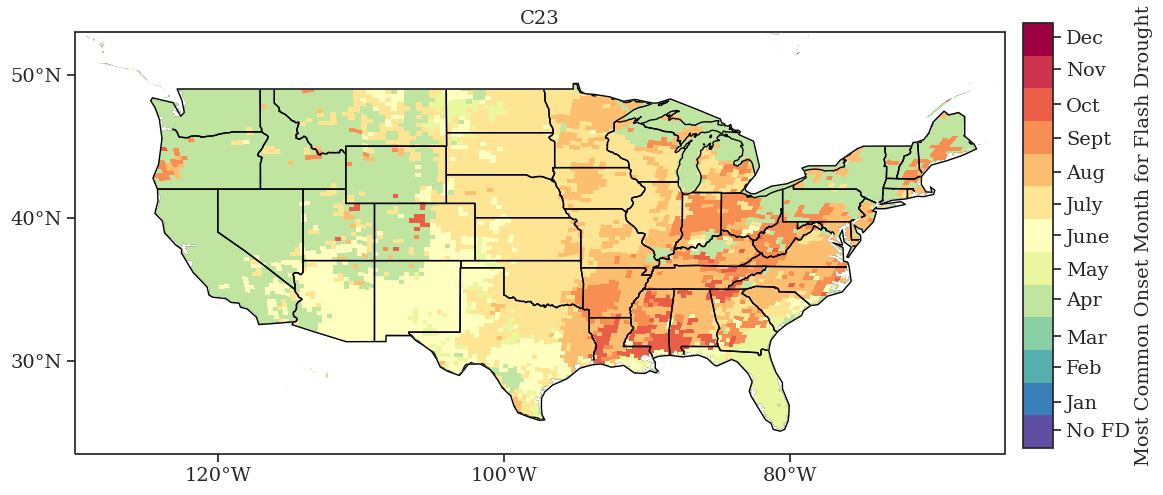 C23
50°N
40°N
30°N
120°W
100°W
80°W
Dec
Nov
Oct
Sept
Aug
July
June
May
Apr
Mar
Feb
Jan
No FD
Most Common Onset Month for Flash Drought